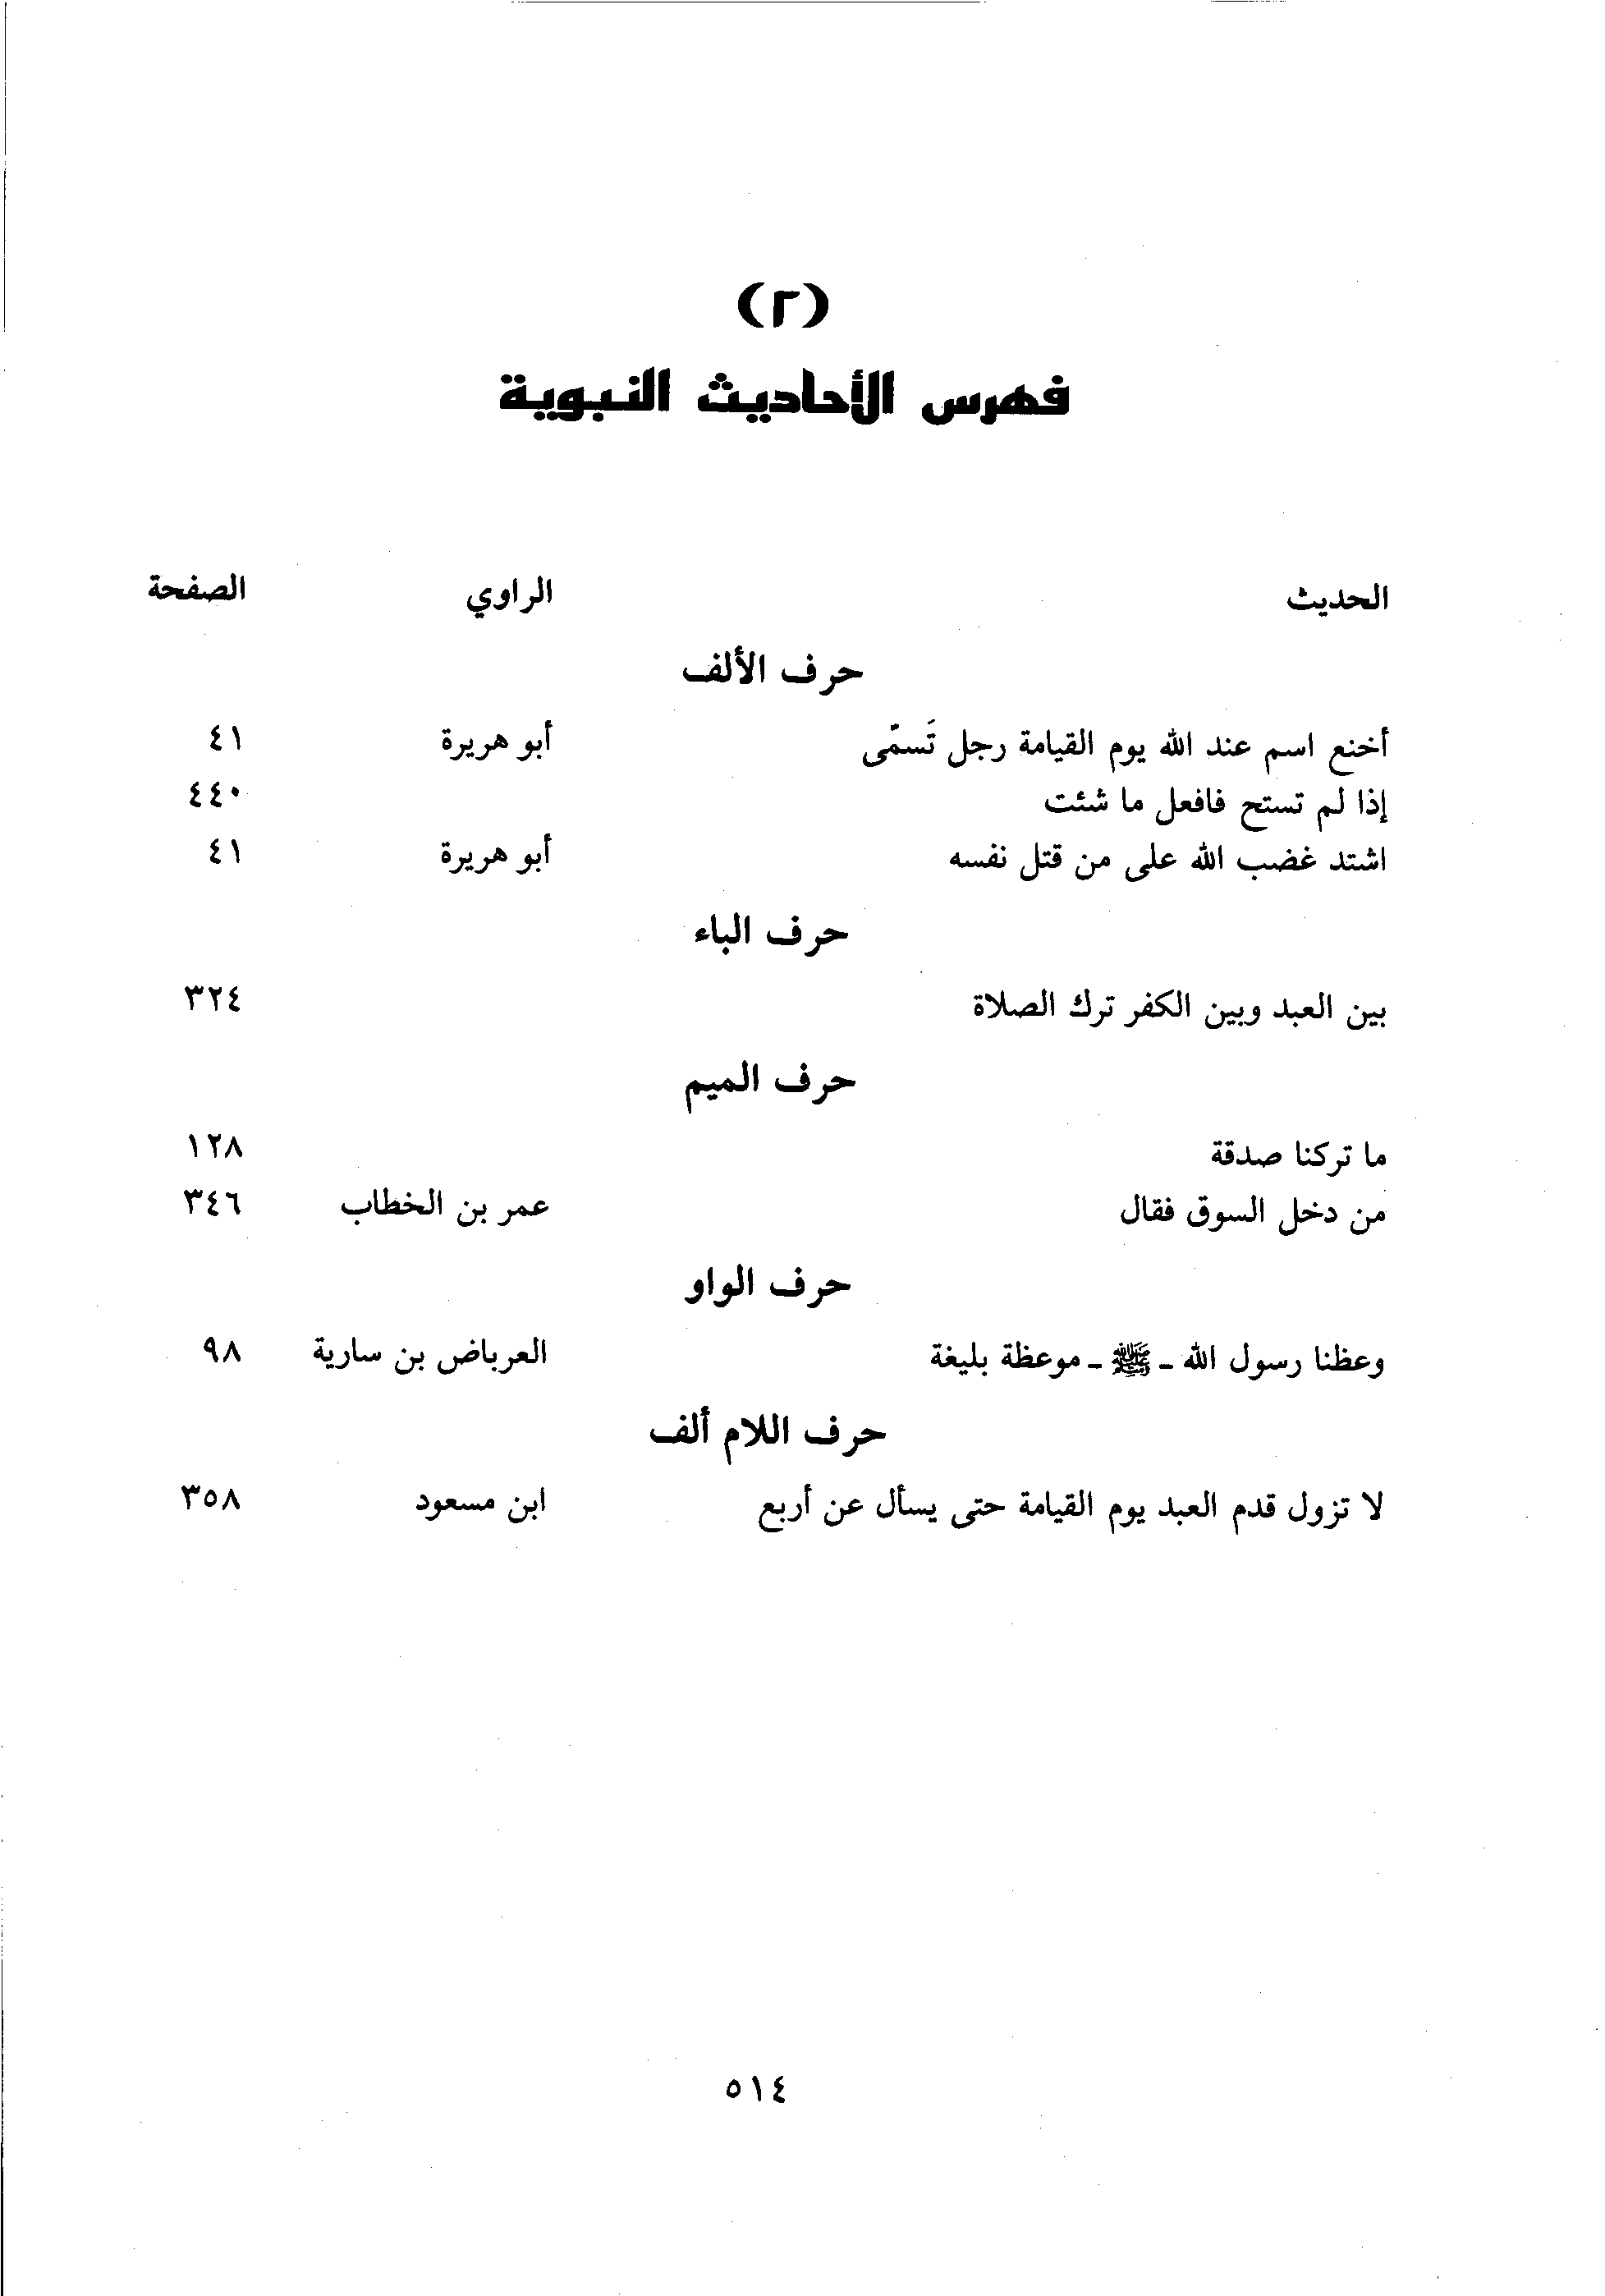 (٢)
فهرس الأحاديث النبوية
الحديث الراوي الصفحة
حرف الألف
أخنع اسم عند الله يوم القيامة رجل تَسمّى أبو هريرة ٤١
إذا لم تستح فافعل ما شئت ٤٤٠
اشتد غضب الله على من قتل نفسه أبو هريرة ٤١
حرف الباء
بين العبد وبين الكفر ترك الصلاة ٣٢٤
حرف الميم
ما تركنا صدقة ١٢٨
من دخل السوق فقال عمر بن الخطاب ٣٤٦
حرف الواو
وعظنا رسول الله ـ ﷺ ـ موعظة بليغة العرباض بن سارية ٩٨
حرف اللام ألف
لا تزول قدم العبد يوم القيامة حتى يسأل عن أربع ابن مسعود ٣٥٨
٥١٤